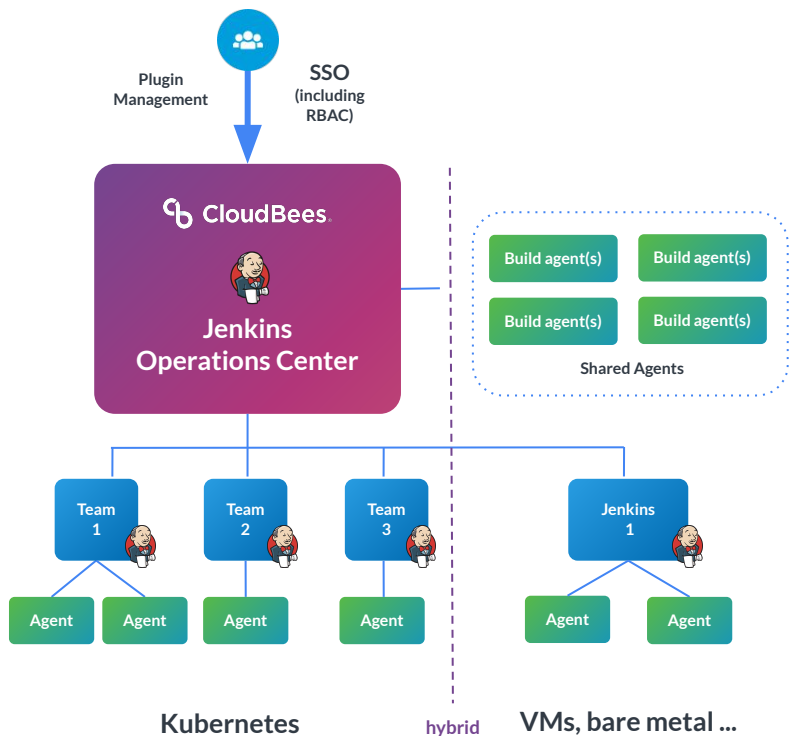 Plugin
Management
SSO
(including
RBAC)
CloudBees.
Jenkins
Operations Center
Build agent(s)
Build agent(s)
Build agent(s)
Build agent(s)
Shared Agents
Team
1
Team
2
Team
3
Jenkins
1
Agent
Agent
Agent
Agent
Agent
Agent
Kubernetes
hybrid
VMs, bare metal ...